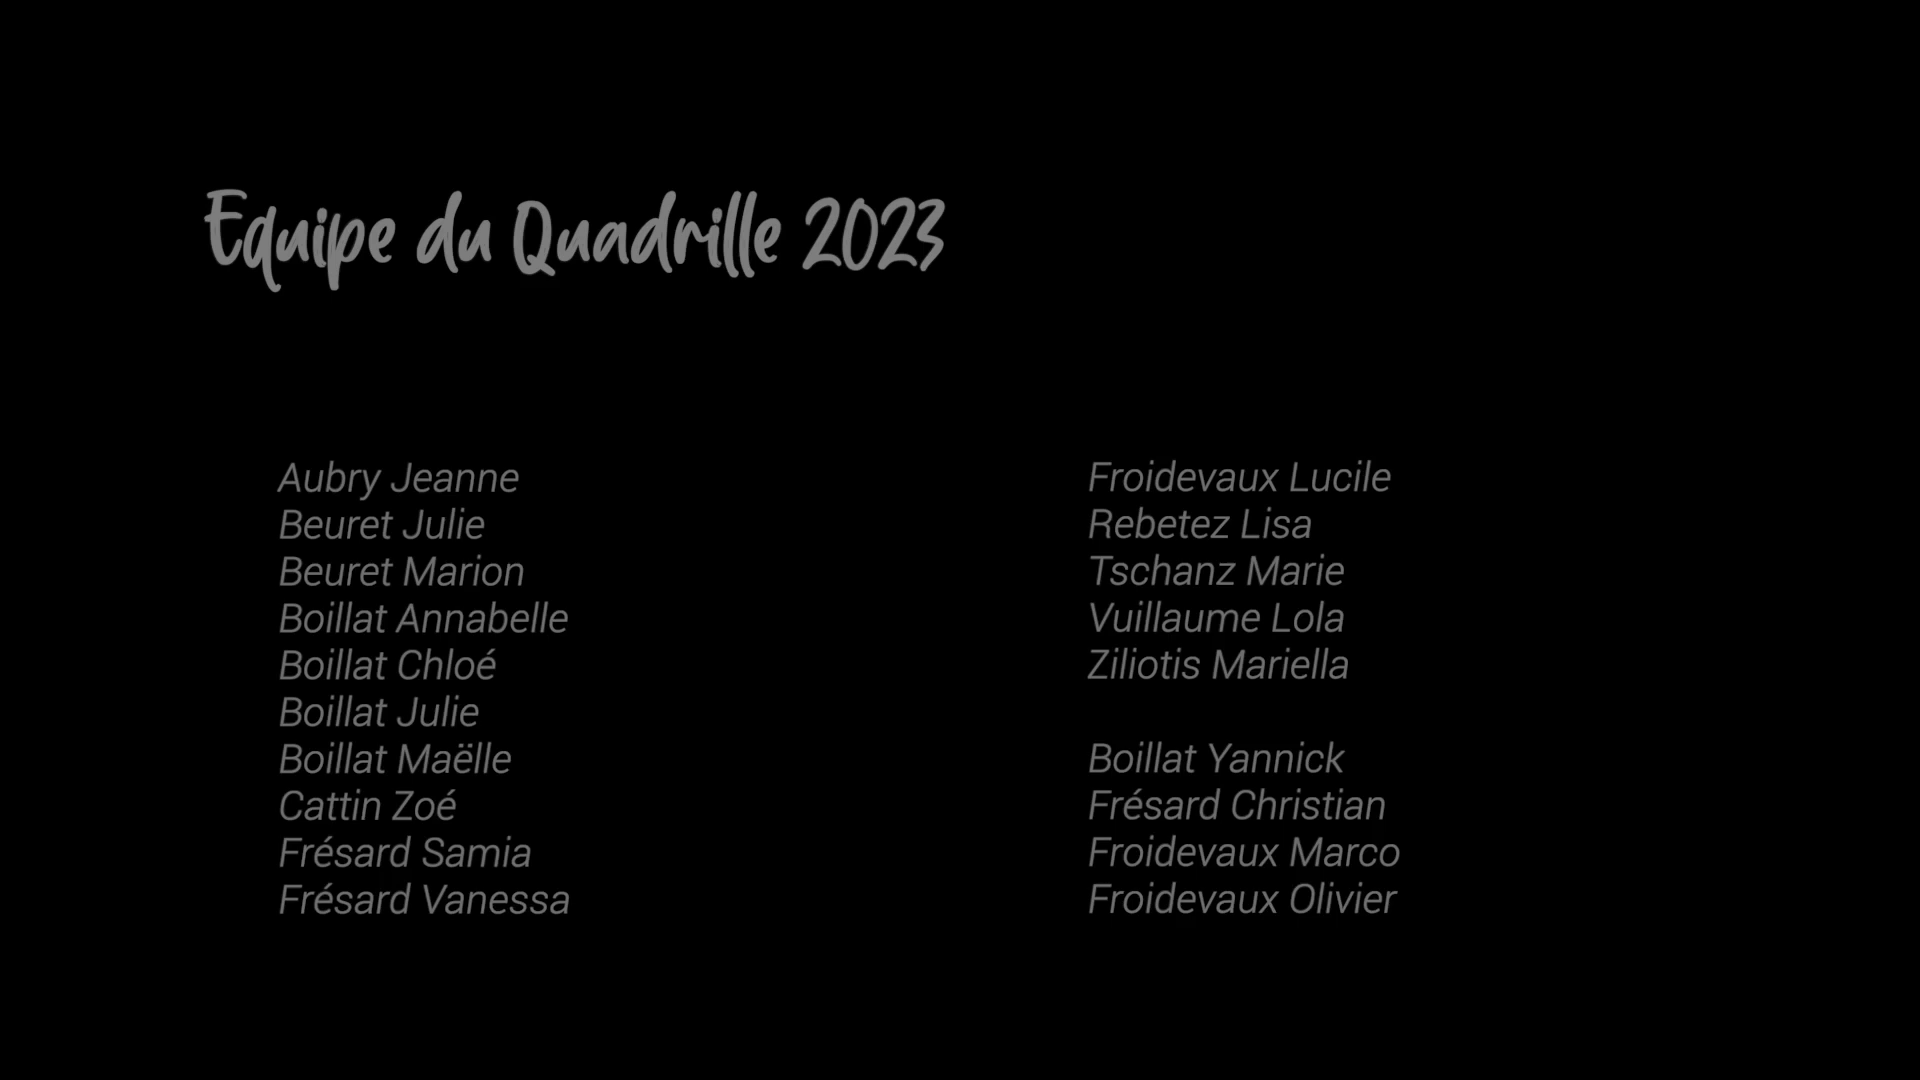 Equipe du Quadrille 2023
Aubry Jeanne
Beuret Julie
Beuret Marion
Boillat Annabelle
Boillat Chloé
Boillat Julie
Boillat Maëlle
Cattin Zoé
Frésard Samia
Frésard Vanessa
Froidevaux Lucile
Rebetez Lisa
Tschanz Marie
Vuillaume Lola
Ziliotis Mariella
Boillat Yannick
Frésard Christian
Froidevaux Marco
Froidevaux Olivier